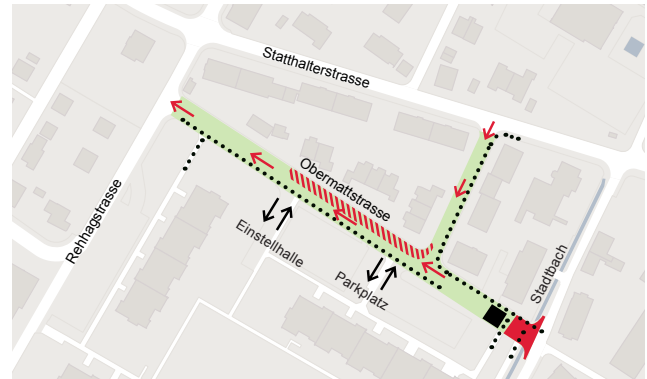 Statthalterstrasse
Obermattstrasse
Rehhagstrasse
Einstellhalle
Parkplatz
Stadtbach